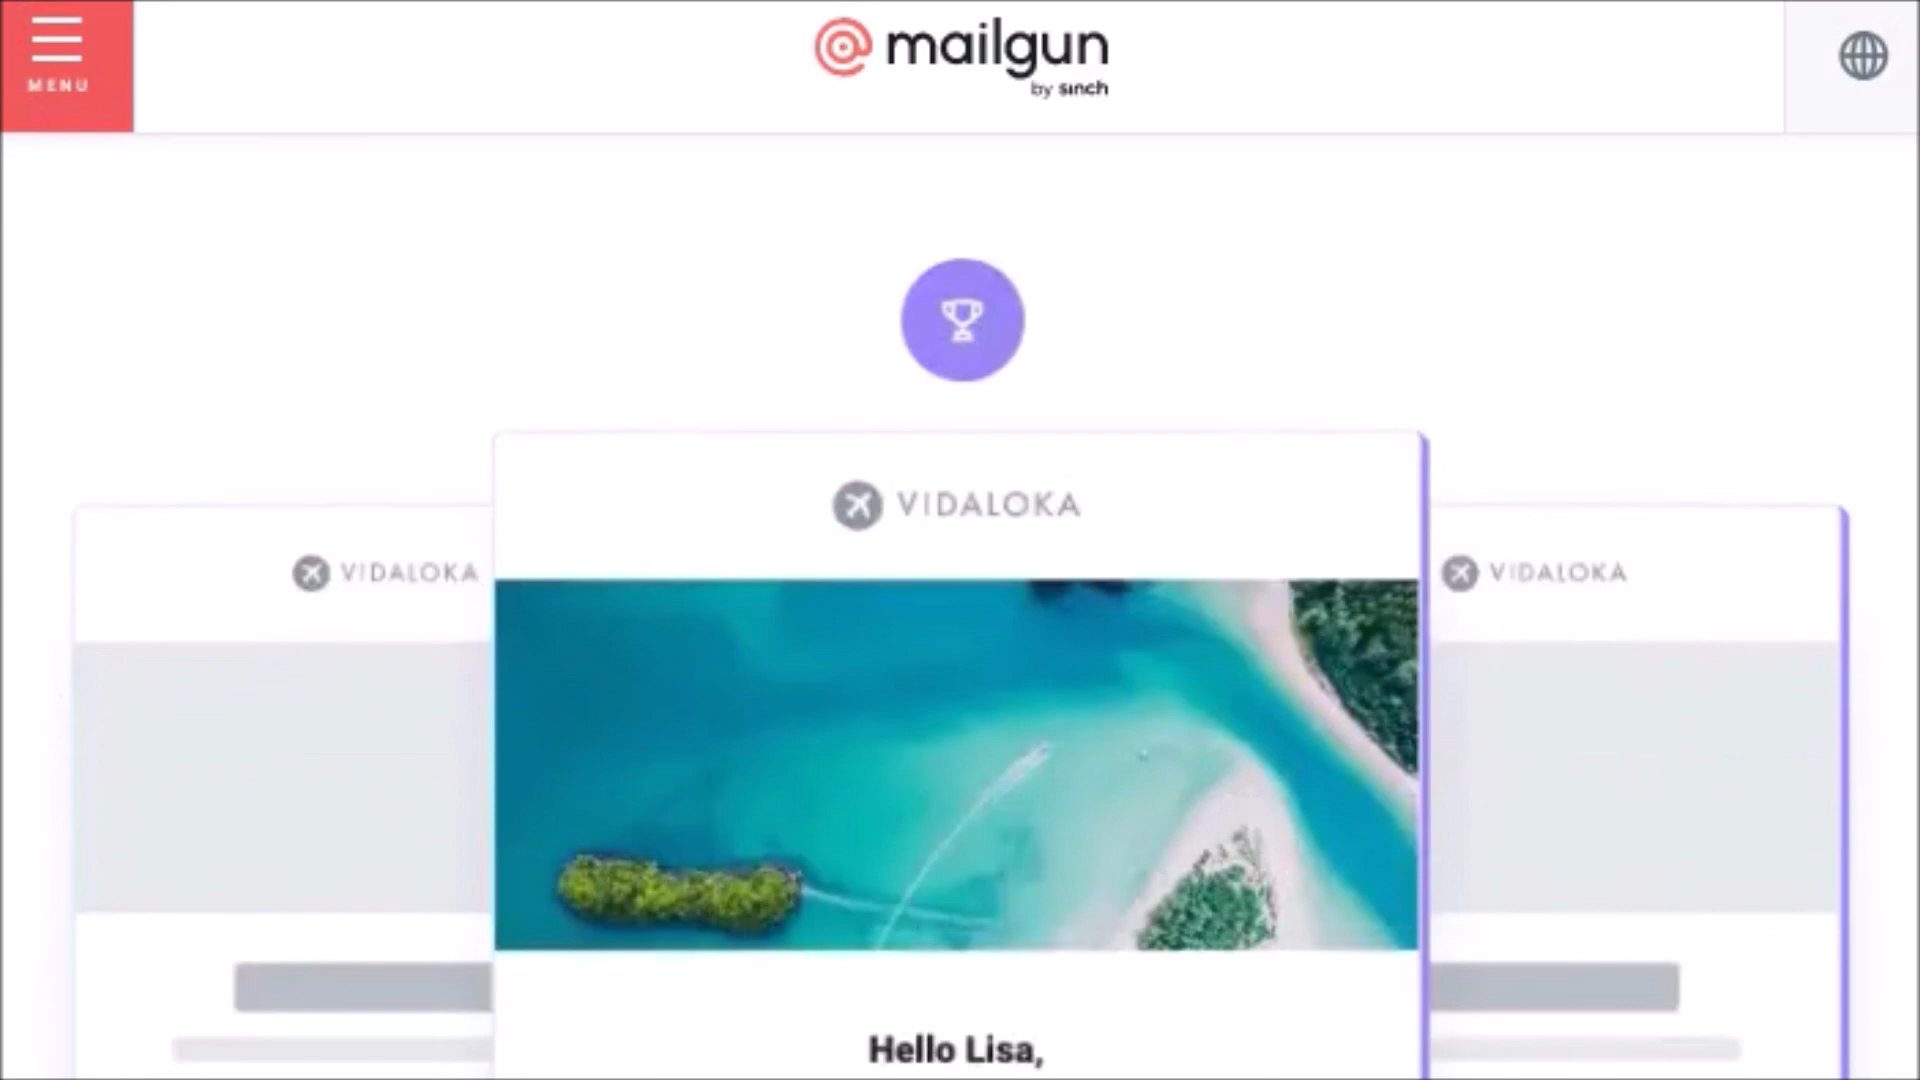 MENU
mailgun
by sinch
VIDALOKA
VIDALOKA
VIDALOKA
Hello Lisa,